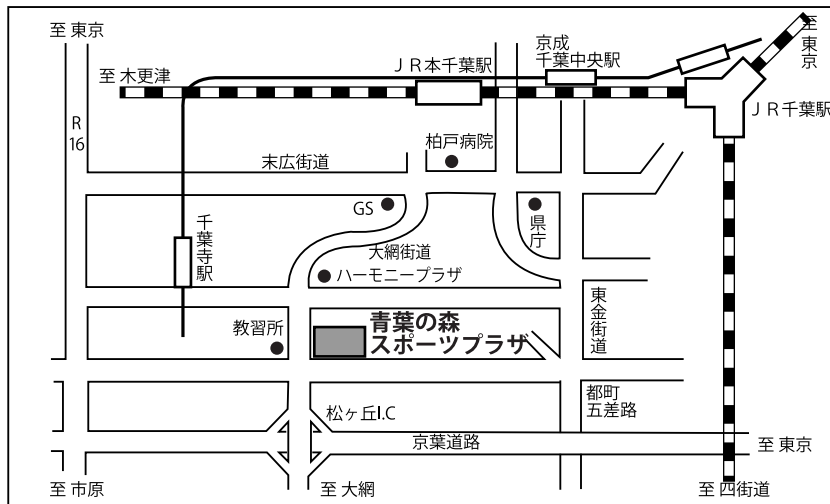 至 東京
至 東京
京成
千葉中央駅
ＪＲ本千葉駅
至 木更津
ＪＲ千葉駅
R
16
柏戸病院
末広街道
GS
県庁
千葉寺駅
大網街道
ハーモニープラザ
東金街道
教習所
青葉の森
スポーツプラザ
都町
五差路
松ヶ丘I.C
京葉道路
至 東京
至 市原
至 大網
至 四街道